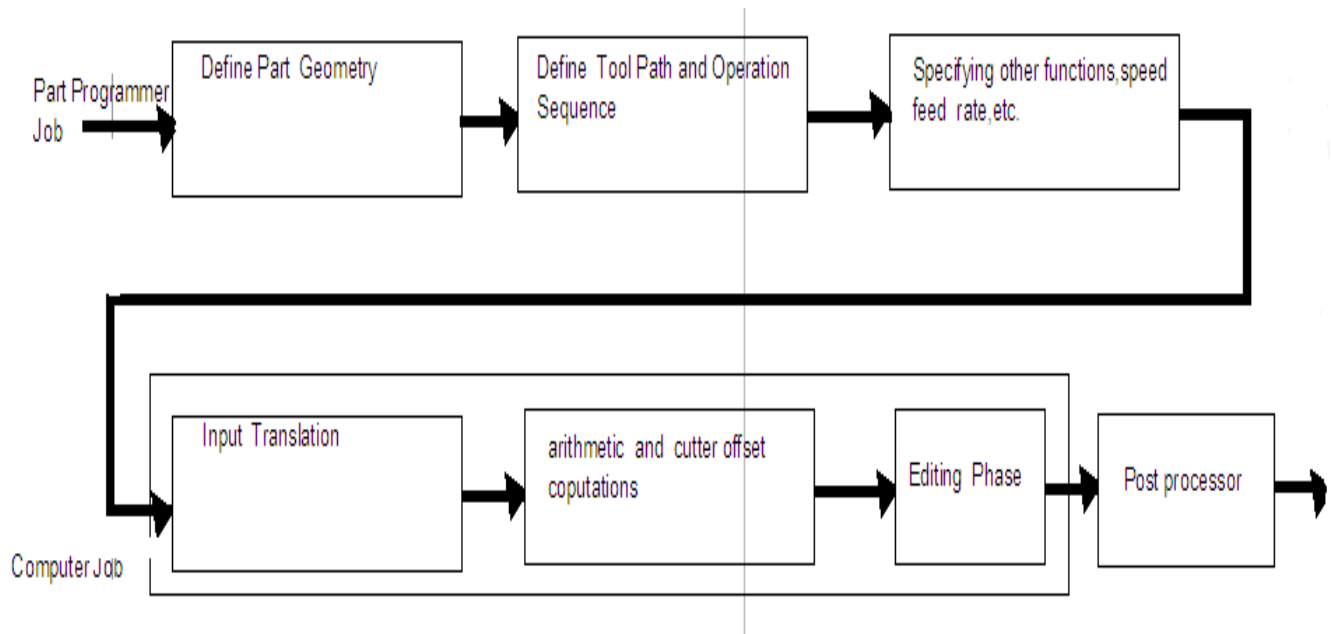 Part Programmer
Job
Define Part Geometry
Define Tool Path and Operation
Sequence
Specifying other functions,speed
feed rate,etc.
Computer Job
Input Translation
arithmetic and cutter offset
coputations
Editing Phase
Post processor